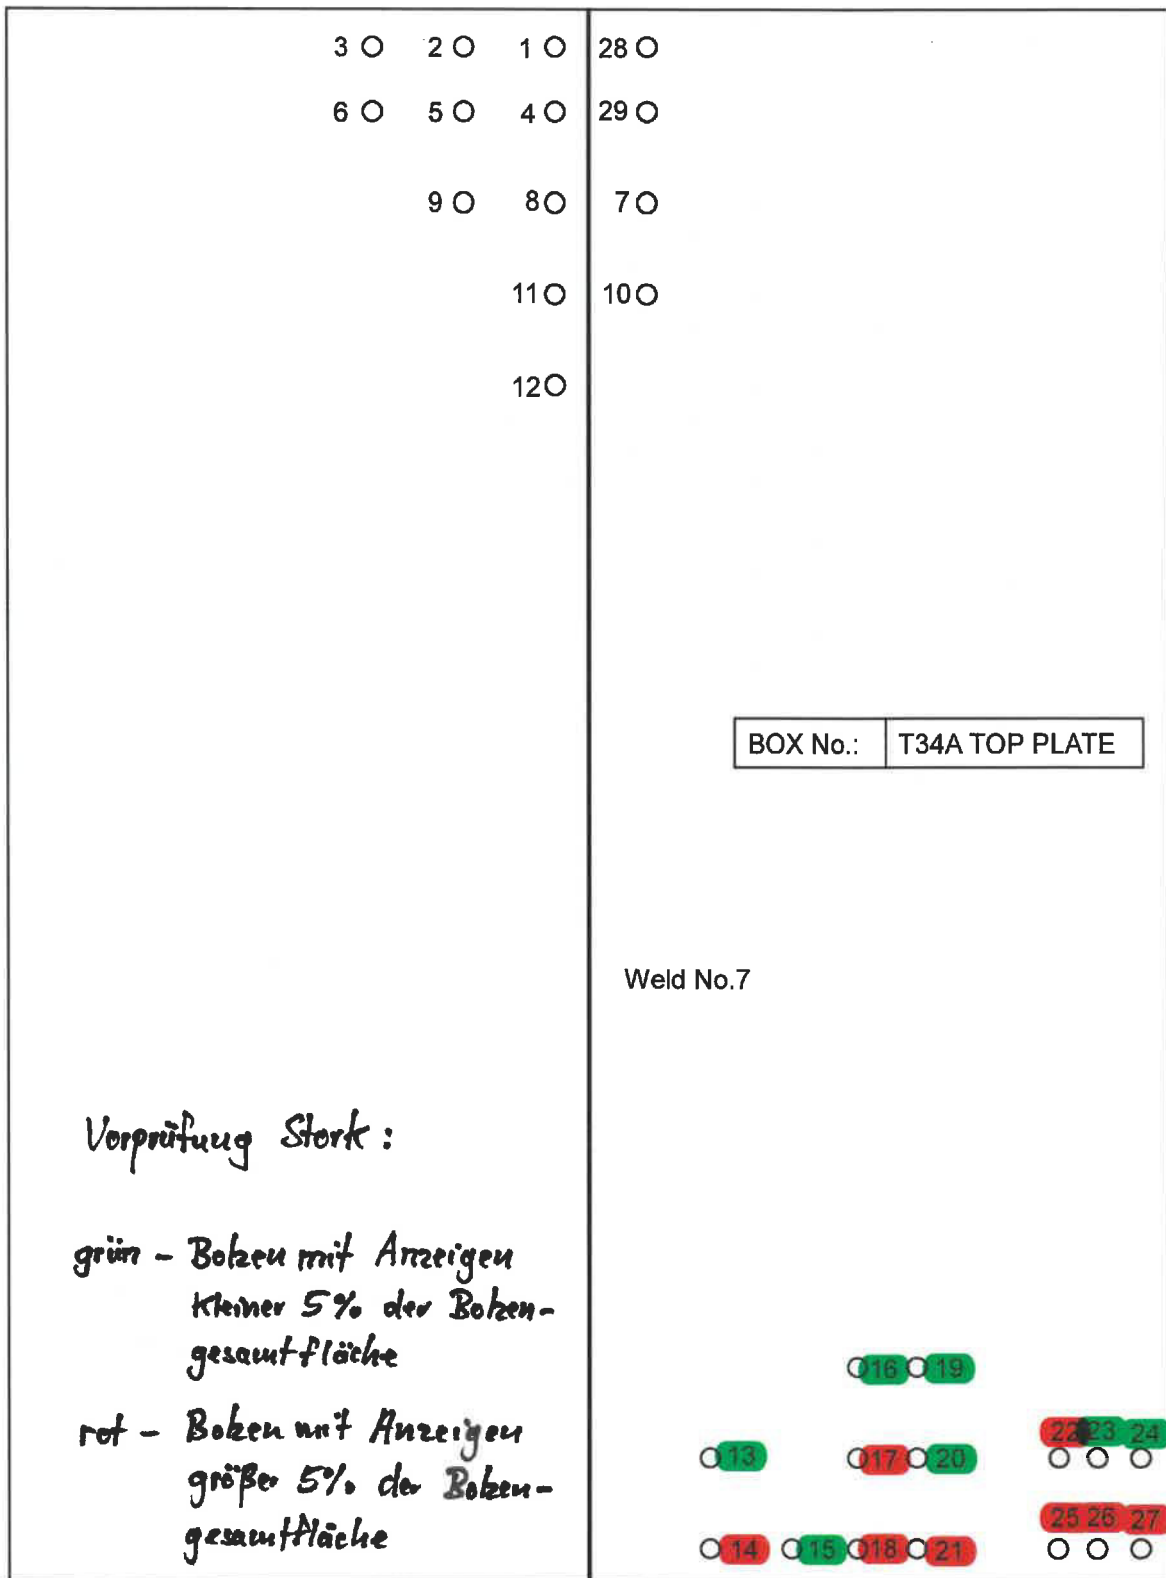 3 2 1 28
6 5 4 29
9 8 7
11 10
12
BOX No.: T34A TOP PLATE
Weld No.7
Vorprüfung Stork :
grün - Bolzen mit Anzeigen
kleiner 5% der Bolzen-
gesamtfläche
rot - Bolzen mit Anzeigen
größer 5% der Bolzen-
gesamtfläche
16 19
22 23 24
13 17 20
25 26 27
14 15 18 21